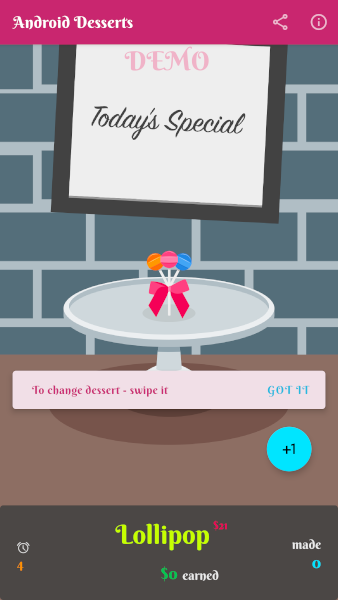 Android Desserts
DEMO
Today's Special
To change dessert - swipe it
GOT IT
+1
Lollipop $21
made
4
0
$0 earned